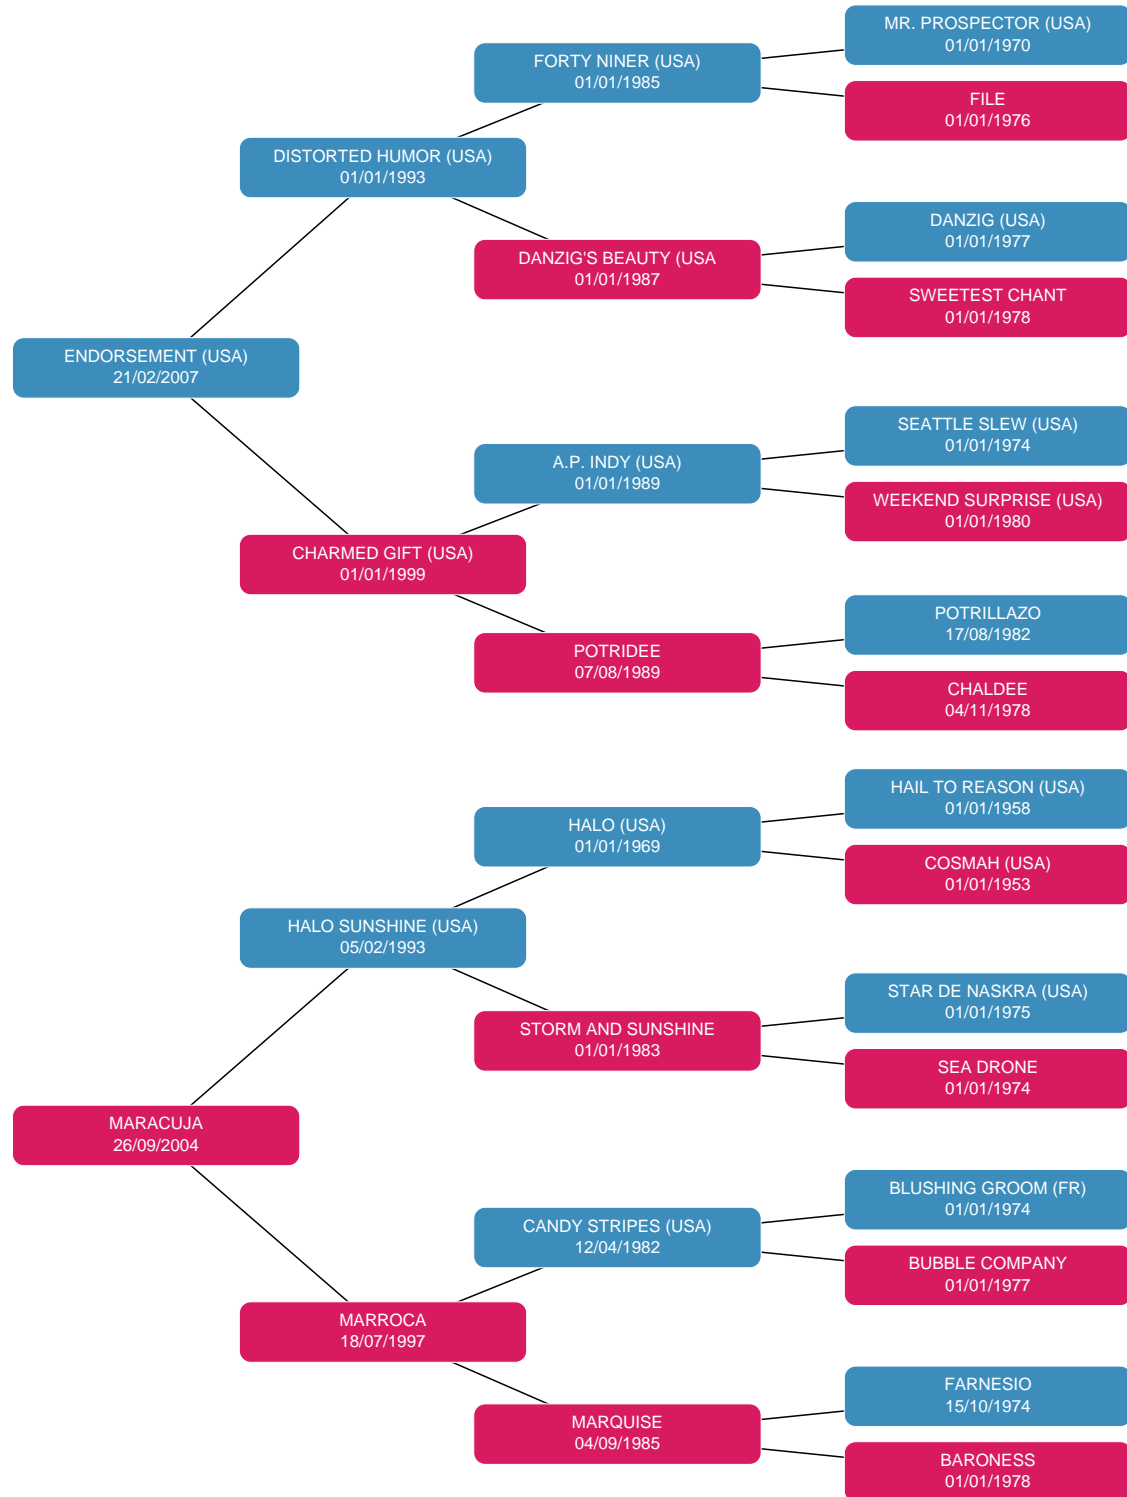 MR. PROSPECTOR (USA)
01/01/1970
FORTY NINER (USA)
01/01/1985
FILE
01/01/1976
DISTORTED HUMOR (USA)
01/01/1993
DANZIG (USA)
01/01/1977
DANZIG'S BEAUTY (USA
01/01/1987
SWEETEST CHANT
01/01/1978
ENDORSEMENT (USA)
21/02/2007
SEATTLE SLEW (USA)
01/01/1974
A.P. INDY (USA)
01/01/1989
WEEKEND SURPRISE (USA)
01/01/1980
CHARMED GIFT (USA)
01/01/1999
POTRILLAZO
17/08/1982
POTRIDEE
07/08/1989
CHALDEE
04/11/1978
HAIL TO REASON (USA)
01/01/1958
HALO (USA)
01/01/1969
COSMAH (USA)
01/01/1953
HALO SUNSHINE (USA)
05/02/1993
STAR DE NASKRA (USA)
01/01/1975
STORM AND SUNSHINE
01/01/1983
SEA DRONE
01/01/1974
MARACUJA
26/09/2004
BLUSHING GROOM (FR)
01/01/1974
CANDY STRIPES (USA)
12/04/1982
BUBBLE COMPANY
01/01/1977
MARROCA
18/07/1997
FARNESIO
15/10/1974
MARQUISE
04/09/1985
BARONESS
01/01/1978